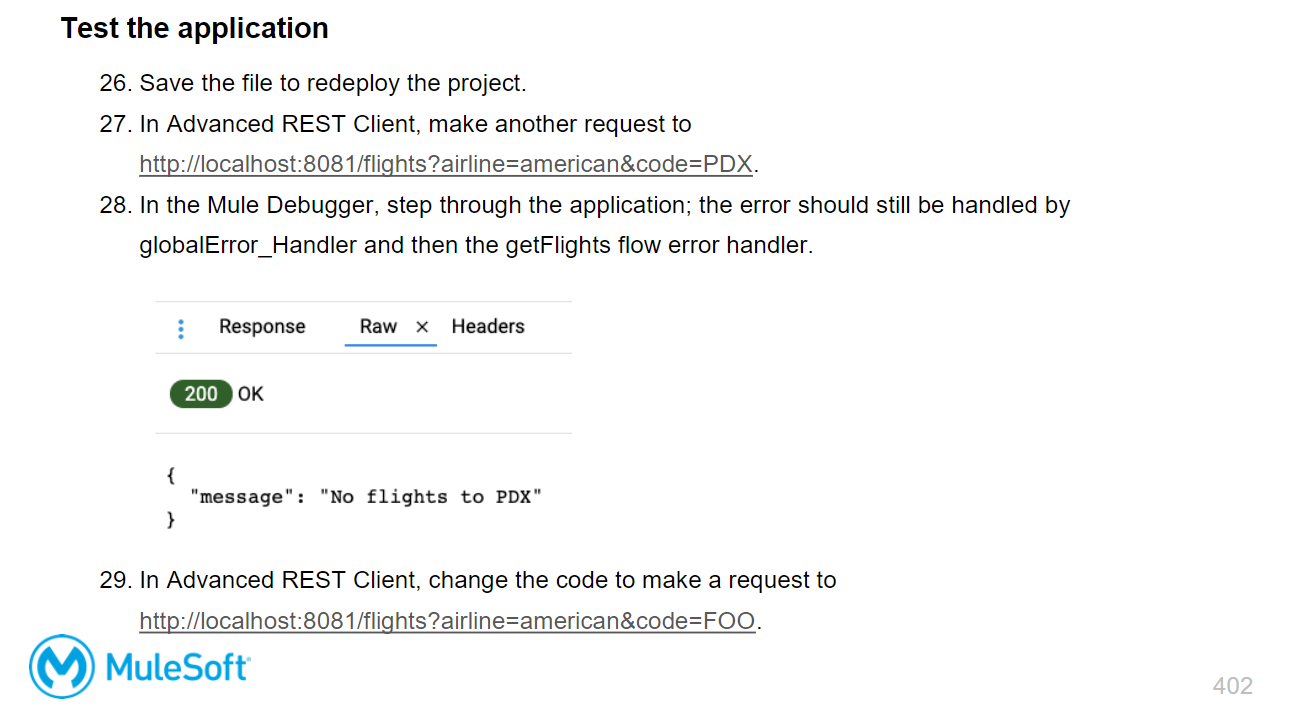 Test the application
26. Save the file to redeploy the project.
27. In Advanced REST Client, make another request to
http://localhost:8081/flights?airline=american&code=PDX.
28. In the Mule Debugger, step through the application; the error should still be handled by
globalError_Handler and then the getFlights flow error handler.
Response Raw × Headers
200 OK
{
"message": "No flights to PDX"
}
29. In Advanced REST Client, change the code to make a request to
http://localhost:8081/flights?airline=american&code=FOO.
MuleSoft
402